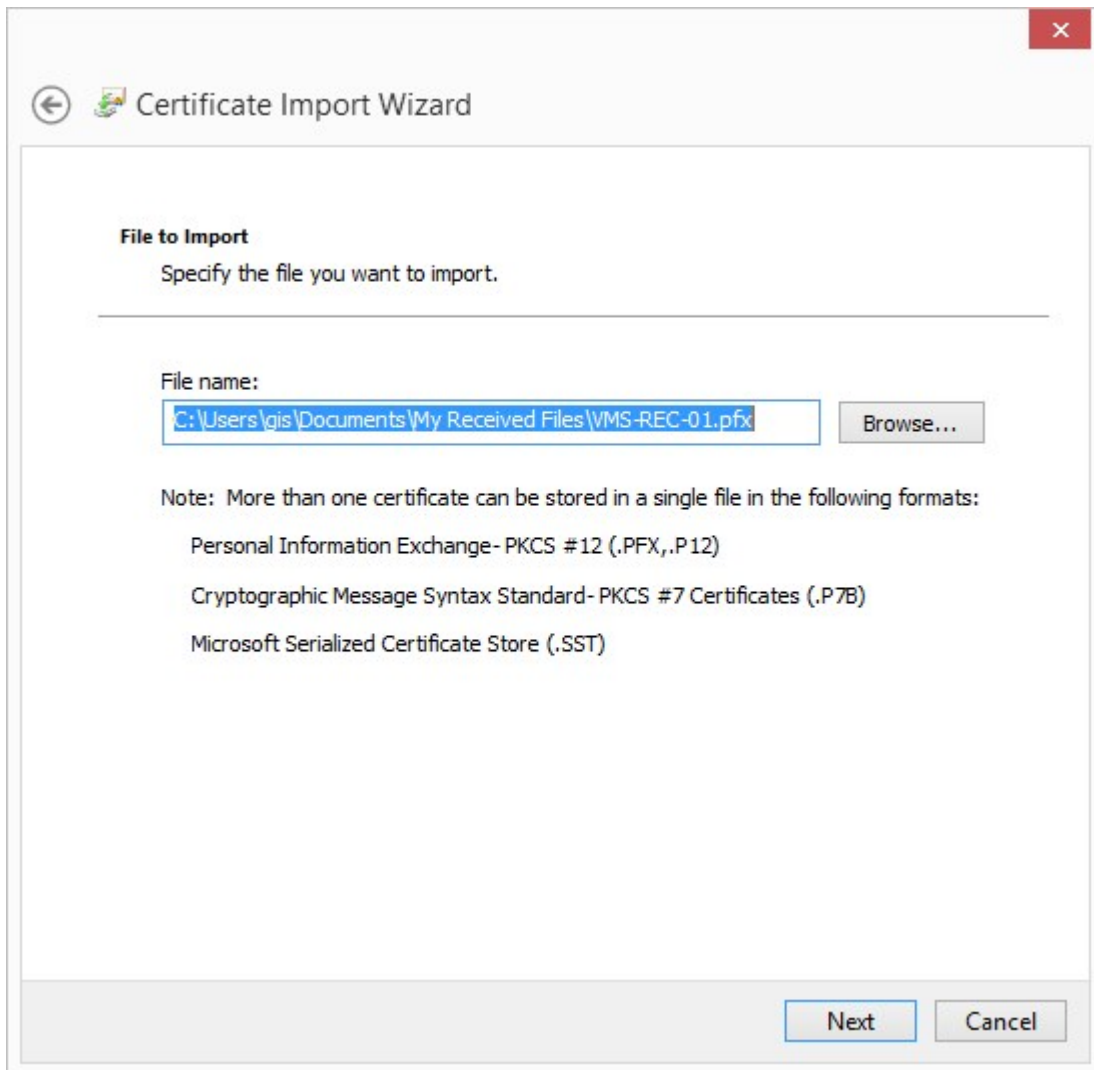 Certificate Import Wizard
File to Import
Specify the file you want to import.
File name:
C:\Users\gis\Documents\My Received Files\VMS-REC-01.pfx
Browse...
Note: More than one certificate can be stored in a single file in the following formats:
Personal Information Exchange- PKCS #12 (.PFX,.P12)
Cryptographic Message Syntax Standard- PKCS #7 Certificates (.P7B)
Microsoft Serialized Certificate Store (.SST)
Next
Cancel